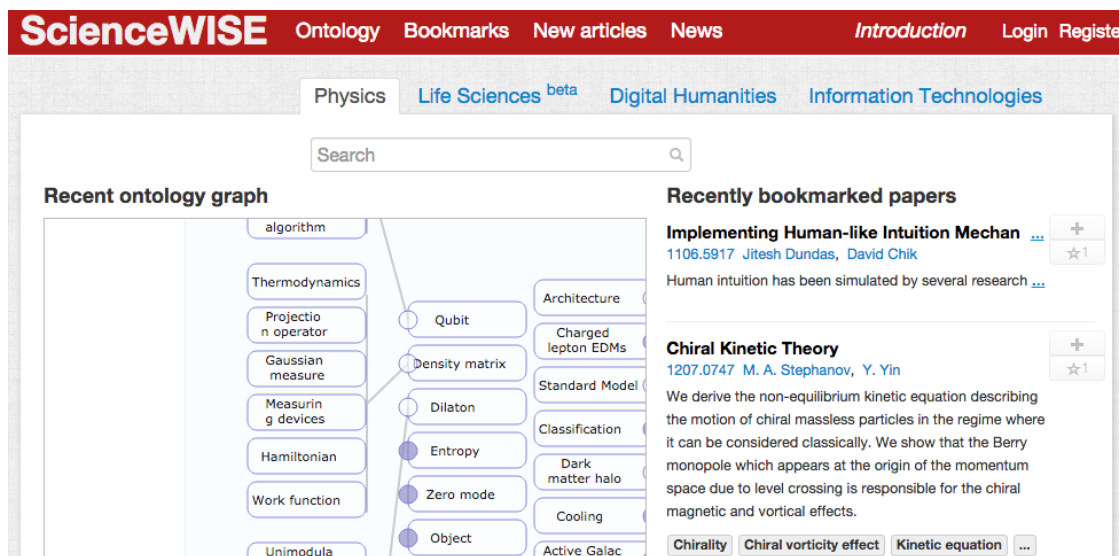 ScienceWISE Ontology Bookmarks New articles News Introduction Login Registe
Physics Life Sciences beta Digital Humanities Information Technologies
Search
Recent ontology graph
algorithm
Thermodynamics
Projectio
n operator
Gaussian
measure
Measurin
g devices
Hamiltonian
Work function
Unimodula
Qubit
Density matrix
Dilaton
Entropy
Zero mode
Object
Architecture
Charged
lepton EDMs
Standard Model
Classification
Dark
matter halo
Cooling
Active Galac
Recently bookmarked papers
Implementing Human-like Intuition Mechan ...
1106.5917 Jitesh Dundas, David Chik
Human intuition has been simulated by several research ...
+
☆1
Chiral Kinetic Theory
1207.0747 M. A. Stephanov, Y. Yin
+
☆1
We derive the non-equilibrium kinetic equation describing
the motion of chiral massless particles in the regime where
it can be considered classically. We show that the Berry
monopole which appears at the origin of the momentum
space due to level crossing is responsible for the chiral
magnetic and vortical effects.
Chirality Chiral vorticity effect Kinetic equation ...